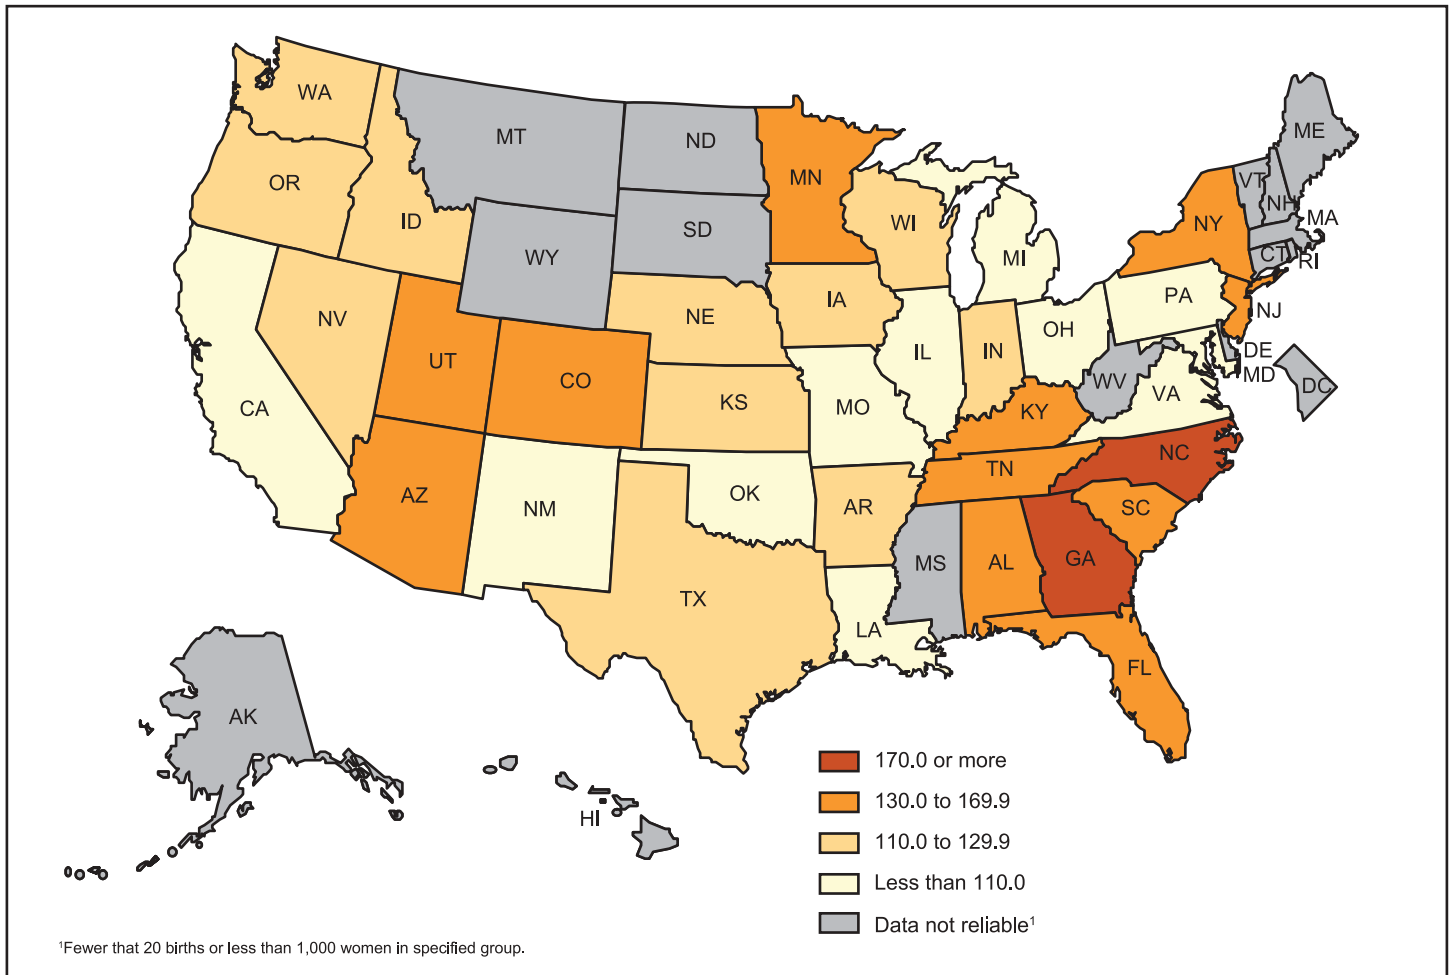 WA
MT
ND
MN
ME
VT
NH
OR
ID
SD
WI
NY
MA
WY
MI
CT
RI
NV
NE
IA
PA
NJ
UT
CO
IL
IN
OH
DE
MD
DC
CA
KS
MO
KY
WV
VA
AZ
NM
OK
AR
TN
NC
SC
MS
AL
GA
TX
LA
FL
AK
HI
170.0 or more
130.0 to 169.9
110.0 to 129.9
Less than 110.0
Data not reliable¹
¹Fewer that 20 births or less than 1,000 women in specified group.